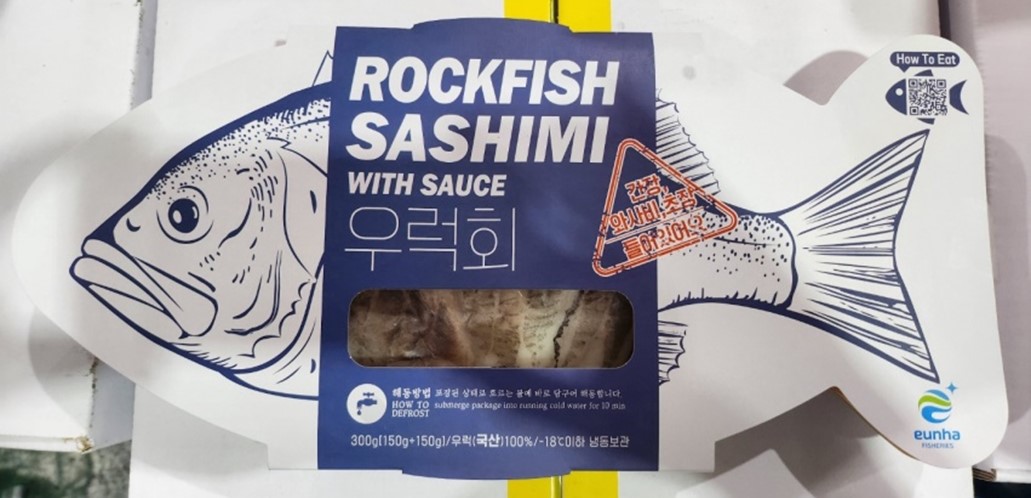 ROCKFISH
SASHIMI
WITH SAUCE
우럭회
간장,
와사비,초장
들어있어요
How To Eat
해동방법 포장된 상태로 흐르는 물에 바로 담구어 해동합니다.
HOW TO DEFROST submerge package into running cold water for 10 min
300g[150g+150g]/우럭(국산)100%/-18℃이하 냉동보관
eunha
FISHERIES